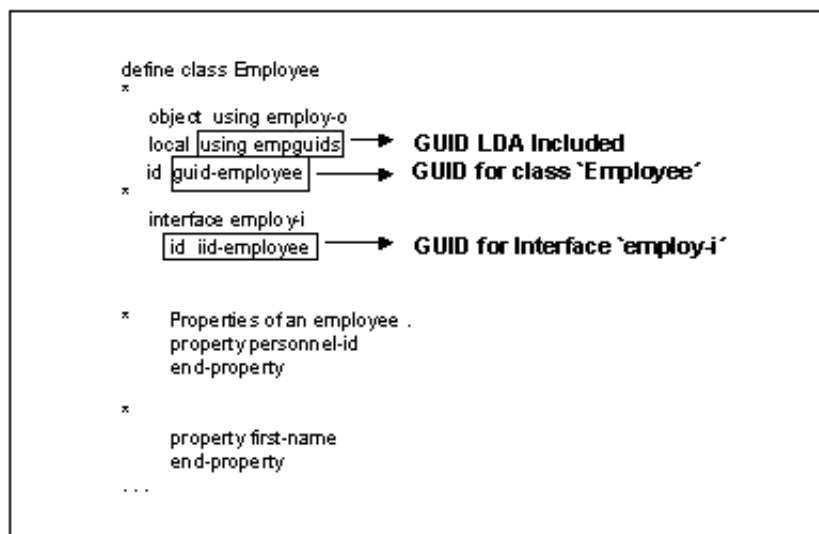 define class Employee
*
object using employ-o
local using empguids GUID LDA Included
id guid-employee GUID for class `Employee´
*
interface employ-i
id iid-employee GUID for Interface `employ-i´
* Properties of an employee .
property personnel-id
end-property
*
property first-name
end-property
. . .